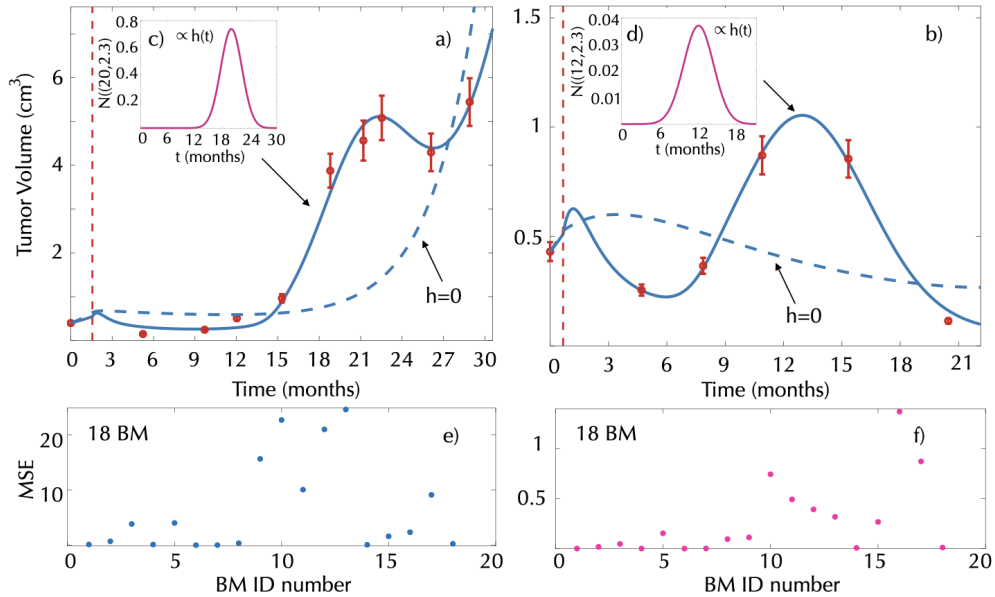 c)
∝ h(t)
a)
N((20,2.3)
0.8
0.6
0.4
0.2
0 6 12 18 24 30
t (months)
Tumor Volume (cm³)
6
4
2
h=0
0 3 6 9 12 15 18 21 24 27 30
Time (months)
d)
∝ h(t)
b)
N((12,2.3)
0.04
0.03
0.02
0.01
0 6 12 18
t (months)
1.5
1
0.5
0
h=0
0 3 6 9 12 15 18 21
Time (months)
18 BM
e)
MSE
20
10
0 5 10 15 20
BM ID number
18 BM
f)
1
0.5
0 5 10 15 20
BM ID number